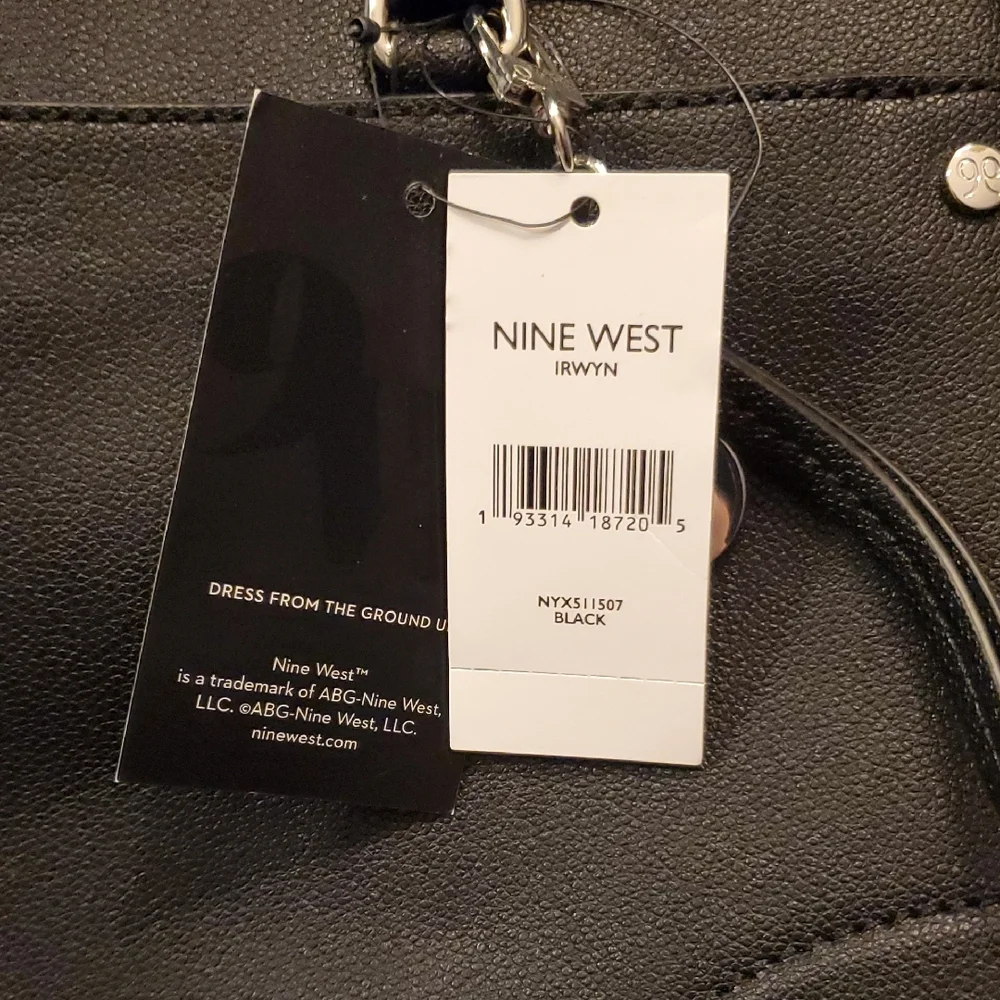 DRESS FROM THE GROUND U
Nine West™
is a trademark of ABG-Nine West,
LLC. ©ABG-Nine West, LLC.
ninewest.com
NINE WEST
IRWYN
1 93314 18720 5
NYX511507
BLACK